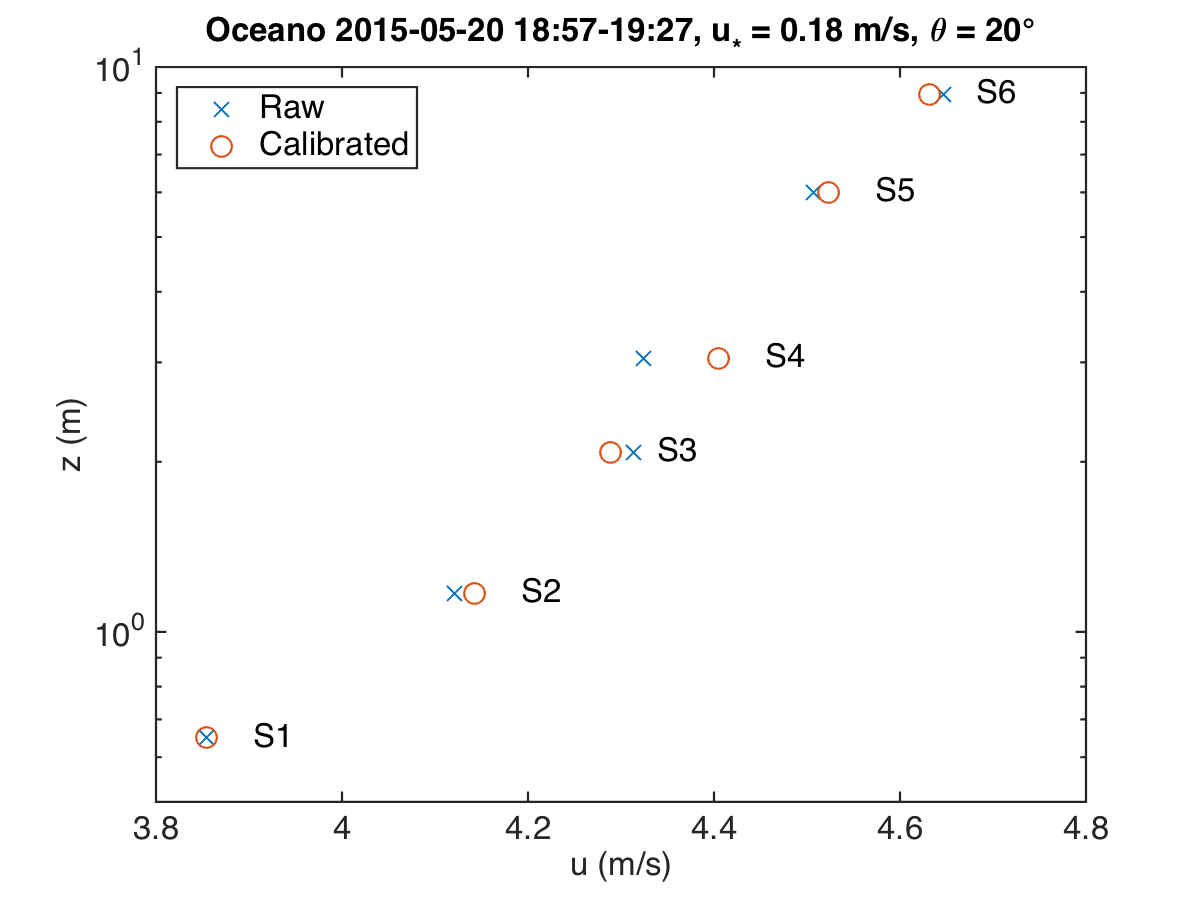 Oceano 2015-05-20 18:57-19:27, u* = 0.18 m/s, θ = 20°
10^1
Raw
Calibrated
S6
S5
S4
S3
S2
10^0
S1
z (m)
3.8 4 4.2 4.4 4.6 4.8
u (m/s)